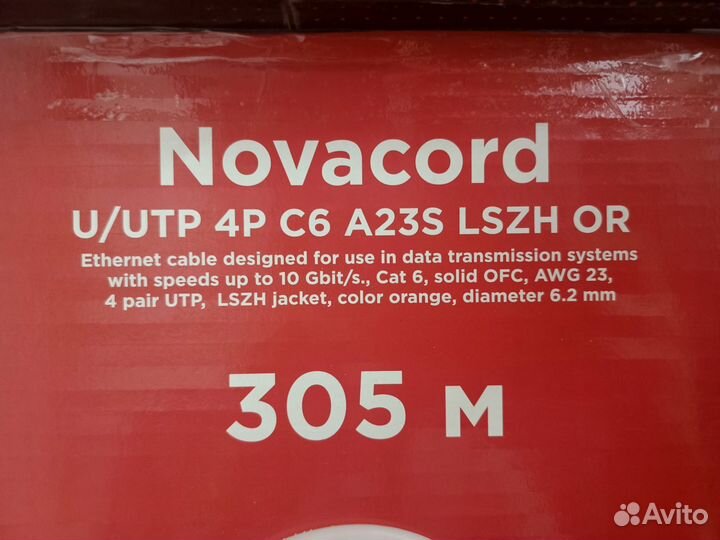 Novacord
U/UTP 4P C6 A23S LSZH OR
Ethernet cable designed for use in data transmission systems
with speeds up to 10 Gbit/s., Cat 6, solid OFC, AWG 23,
4 pair UTP, LSZH jacket, color orange, diameter 6.2 mm
305 м
Avito